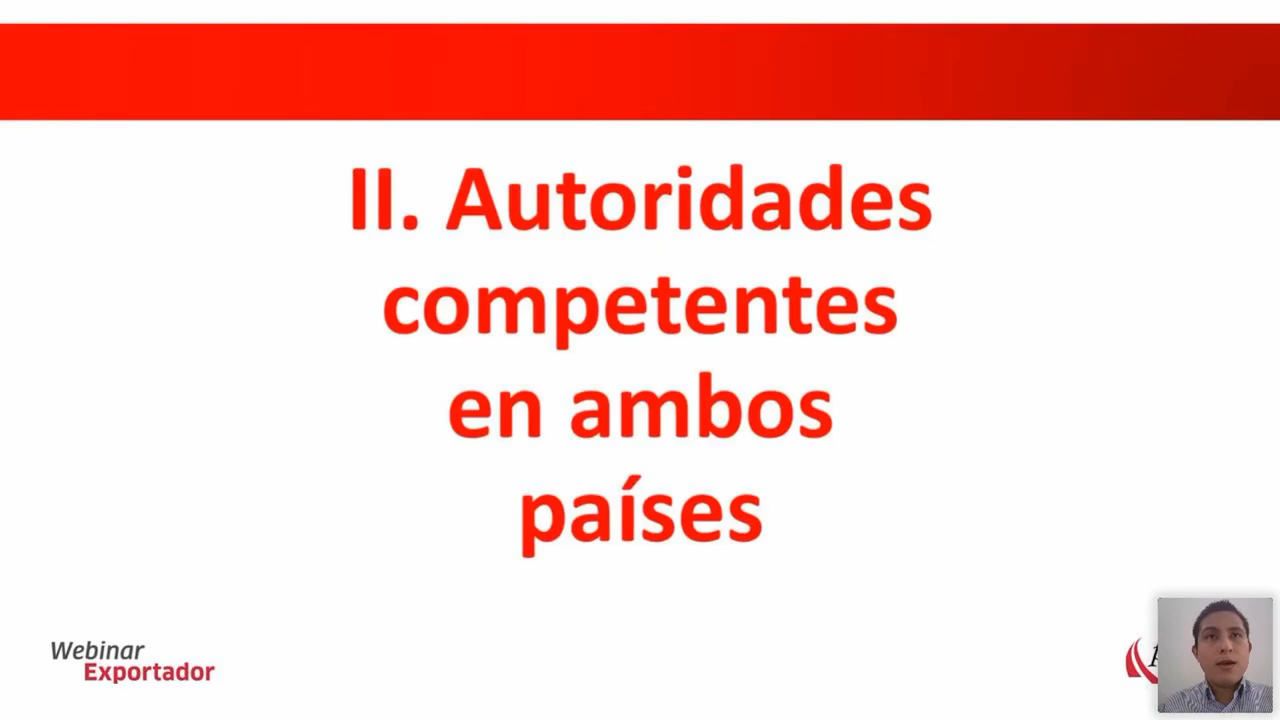 II. Autoridades
competentes
en ambos
países
Webinar
Exportador